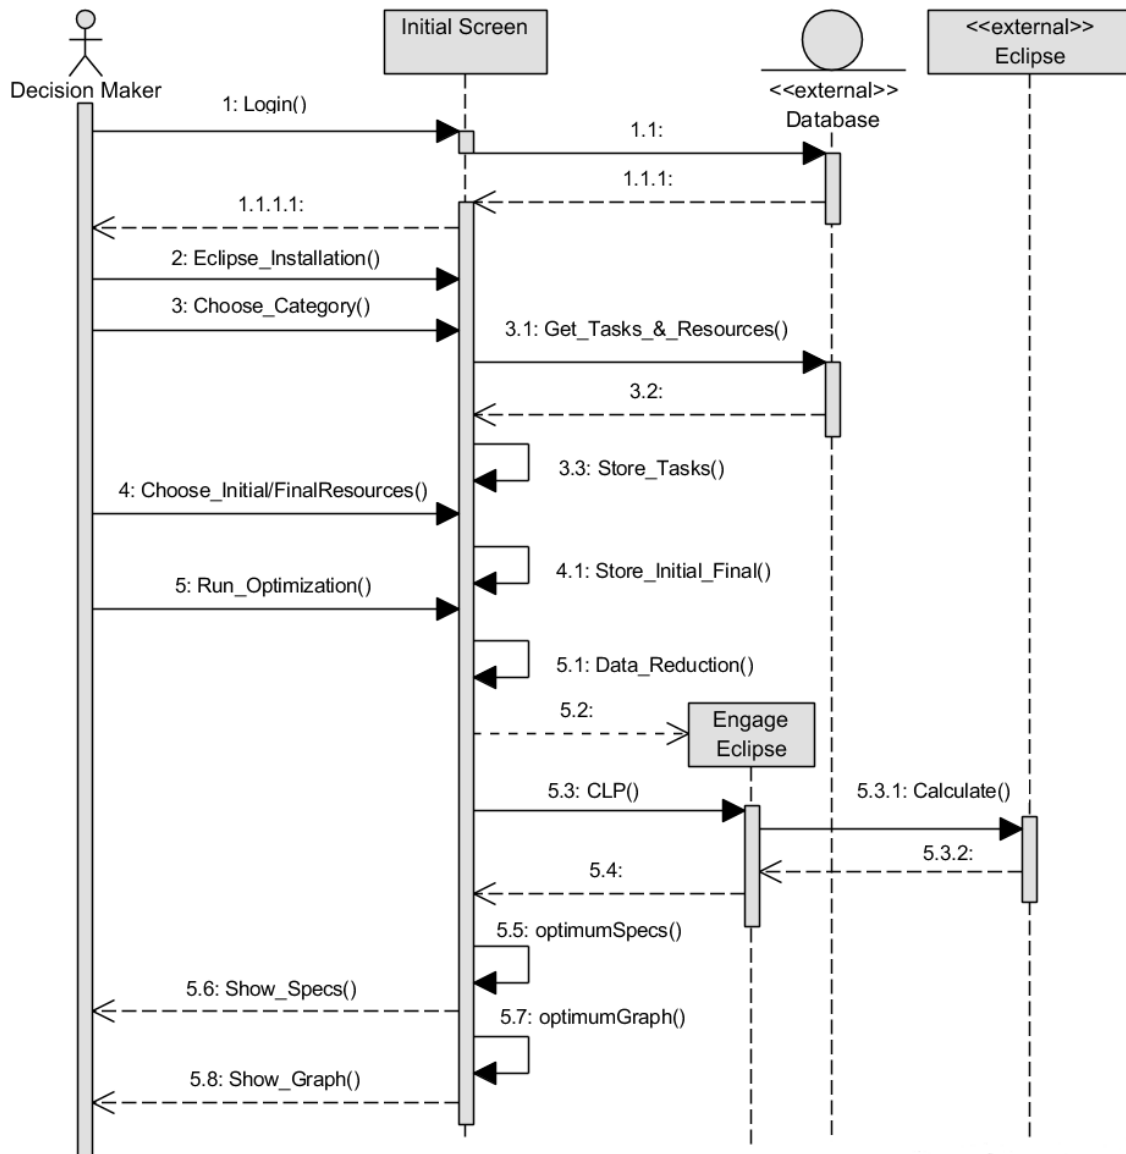 Initial Screen
<<external>>
Eclipse
Decision Maker
<<external>>
Database
1: Login()
1.1:
1.1.1:
1.1.1.1:
2: Eclipse_Installation()
3: Choose_Category()
3.1: Get_Tasks_&_Resources()
3.2:
3.3: Store_Tasks()
4: Choose_Initial/FinalResources()
4.1: Store_Initial_Final()
5: Run_Optimization()
5.1: Data_Reduction()
5.2:
Engage
Eclipse
5.3: CLP()
5.3.1: Calculate()
5.3.2:
5.4:
5.5: optimumSpecs()
5.6: Show_Specs()
5.7: optimumGraph()
5.8: Show_Graph()